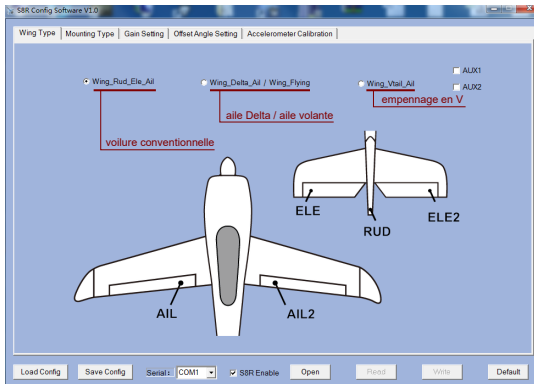 S8R Config Software V1.0
Wing Type Mounting Type Gain Setting Offset Angle Setting Accelerometer Calibration
Wing_Rud_Ele_Ail Wing_Delta_Ail / Wing_Flying Wing_Vtail_Ail AUX1
AUX2
empennage en V
aile Delta / aile volante
voilure conventionnelle
ELE ELE2
RUD
AIL AIL2
Load Config Save Config Serial: COM1 S8R Enable Open Read Write Default